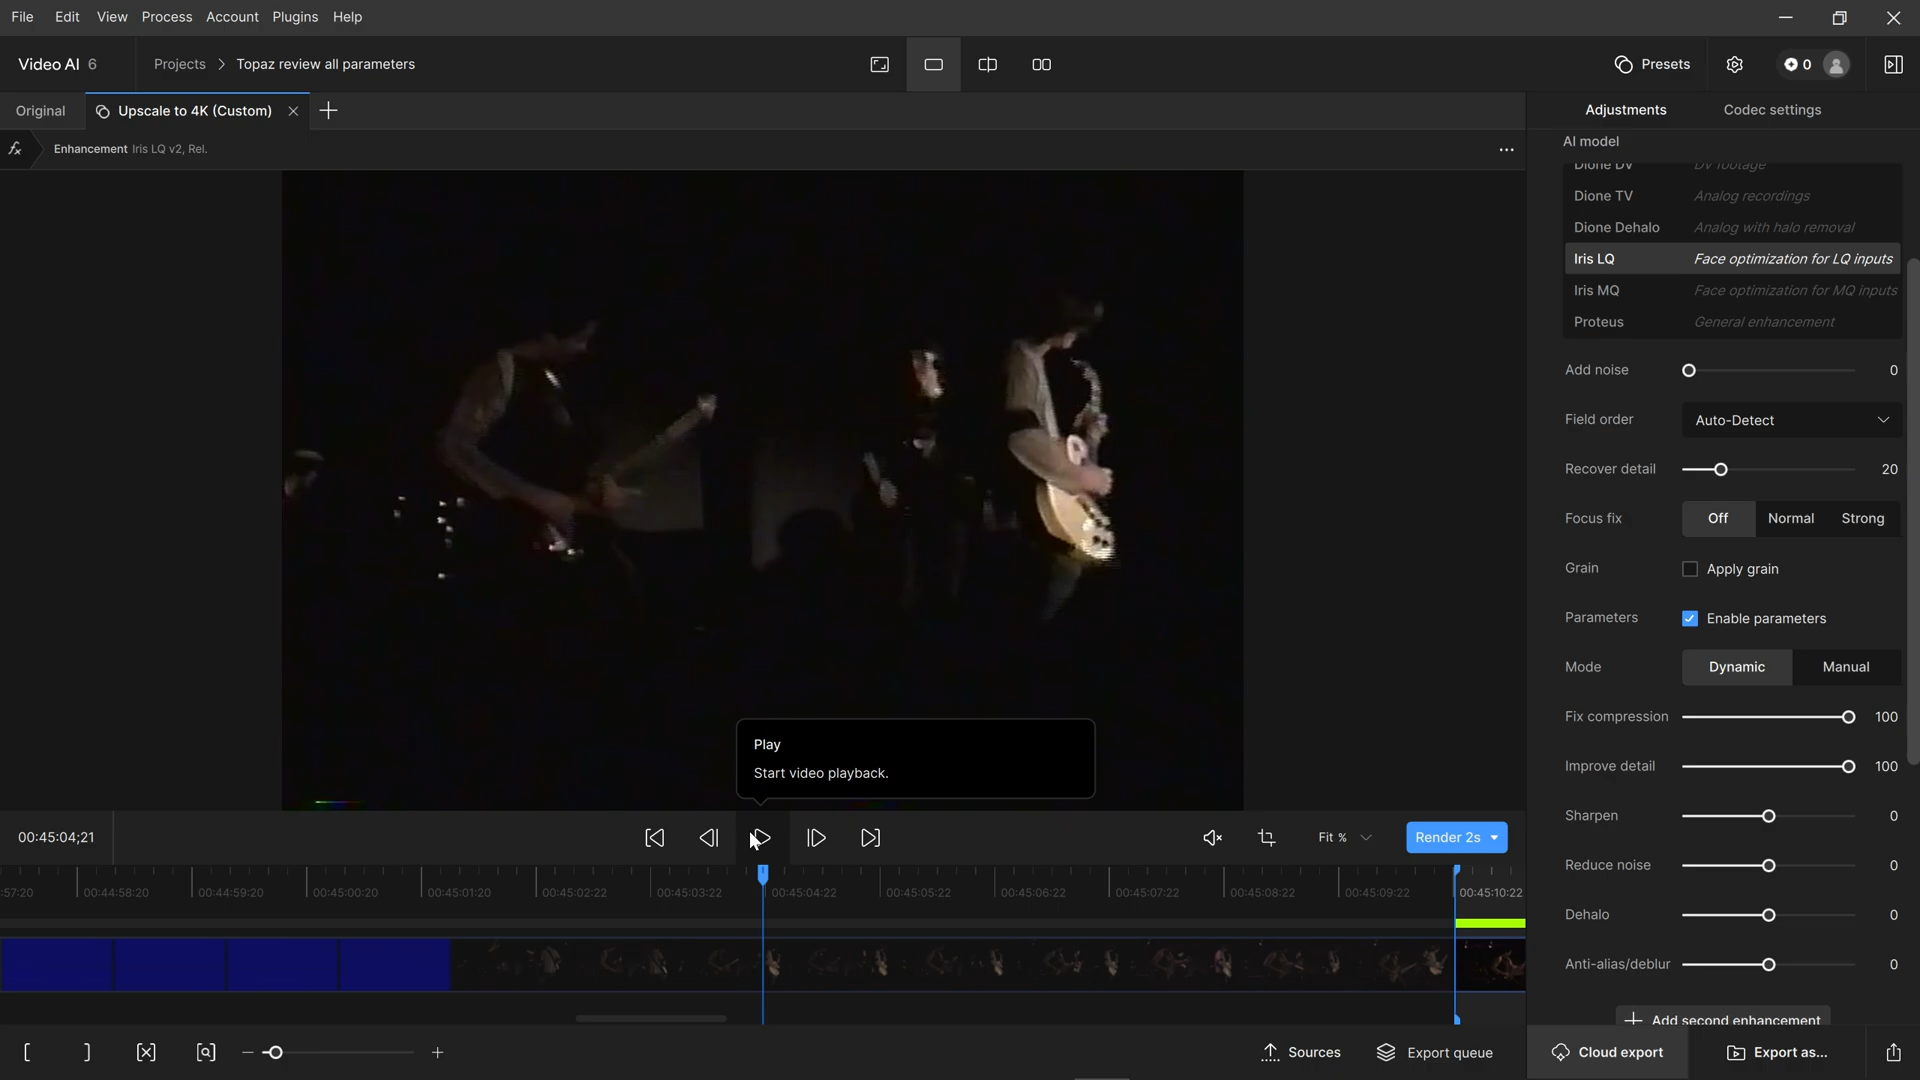 File Edit View Process Account Plugins Help
Video AI 6 Projects > Topaz review all parameters
Presets 0
Original Upscale to 4K (Custom)
Enhancement Iris LQ v2, Rel.
Adjustments Codec settings
AI model
Dione DV DV footage
Dione TV Analog recordings
Dione Dehalo Analog with halo removal
Iris LQ Face optimization for LQ inputs
Iris MQ Face optimization for MQ inputs
Proteus General enhancement
Add noise 0
Field order Auto-Detect
Recover detail 20
Focus fix Off Normal Strong
Grain Apply grain
Parameters Enable parameters
Mode Dynamic Manual
Fix compression 100
Improve detail 100
Sharpen 0
Reduce noise 0
Dehalo 0
Anti-alias/deblur 0
Add second enhancement
Play
Start video playback.
00:45:04;21
Fit %
Render 2s
:57:20 00:44:58:20 00:44:59:20 00:45:00:20 00:45:01:20 00:45:02:22 00:45:03:22 00:45:04:22 00:45:05:22 00:45:06:22 00:45:07:22 00:45:08:22 00:45:09:22 00:45:10:22
Sources Export queue Cloud export Export as...